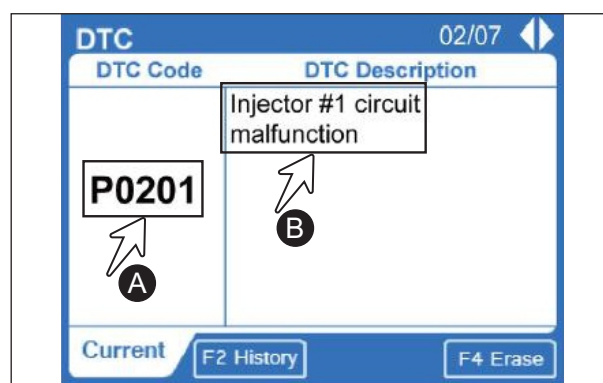 DTC
02/07
DTC Code
DTC Description
Injector #1 circuit
malfunction
P0201
A
B
Current
F2 History
F4 Erase